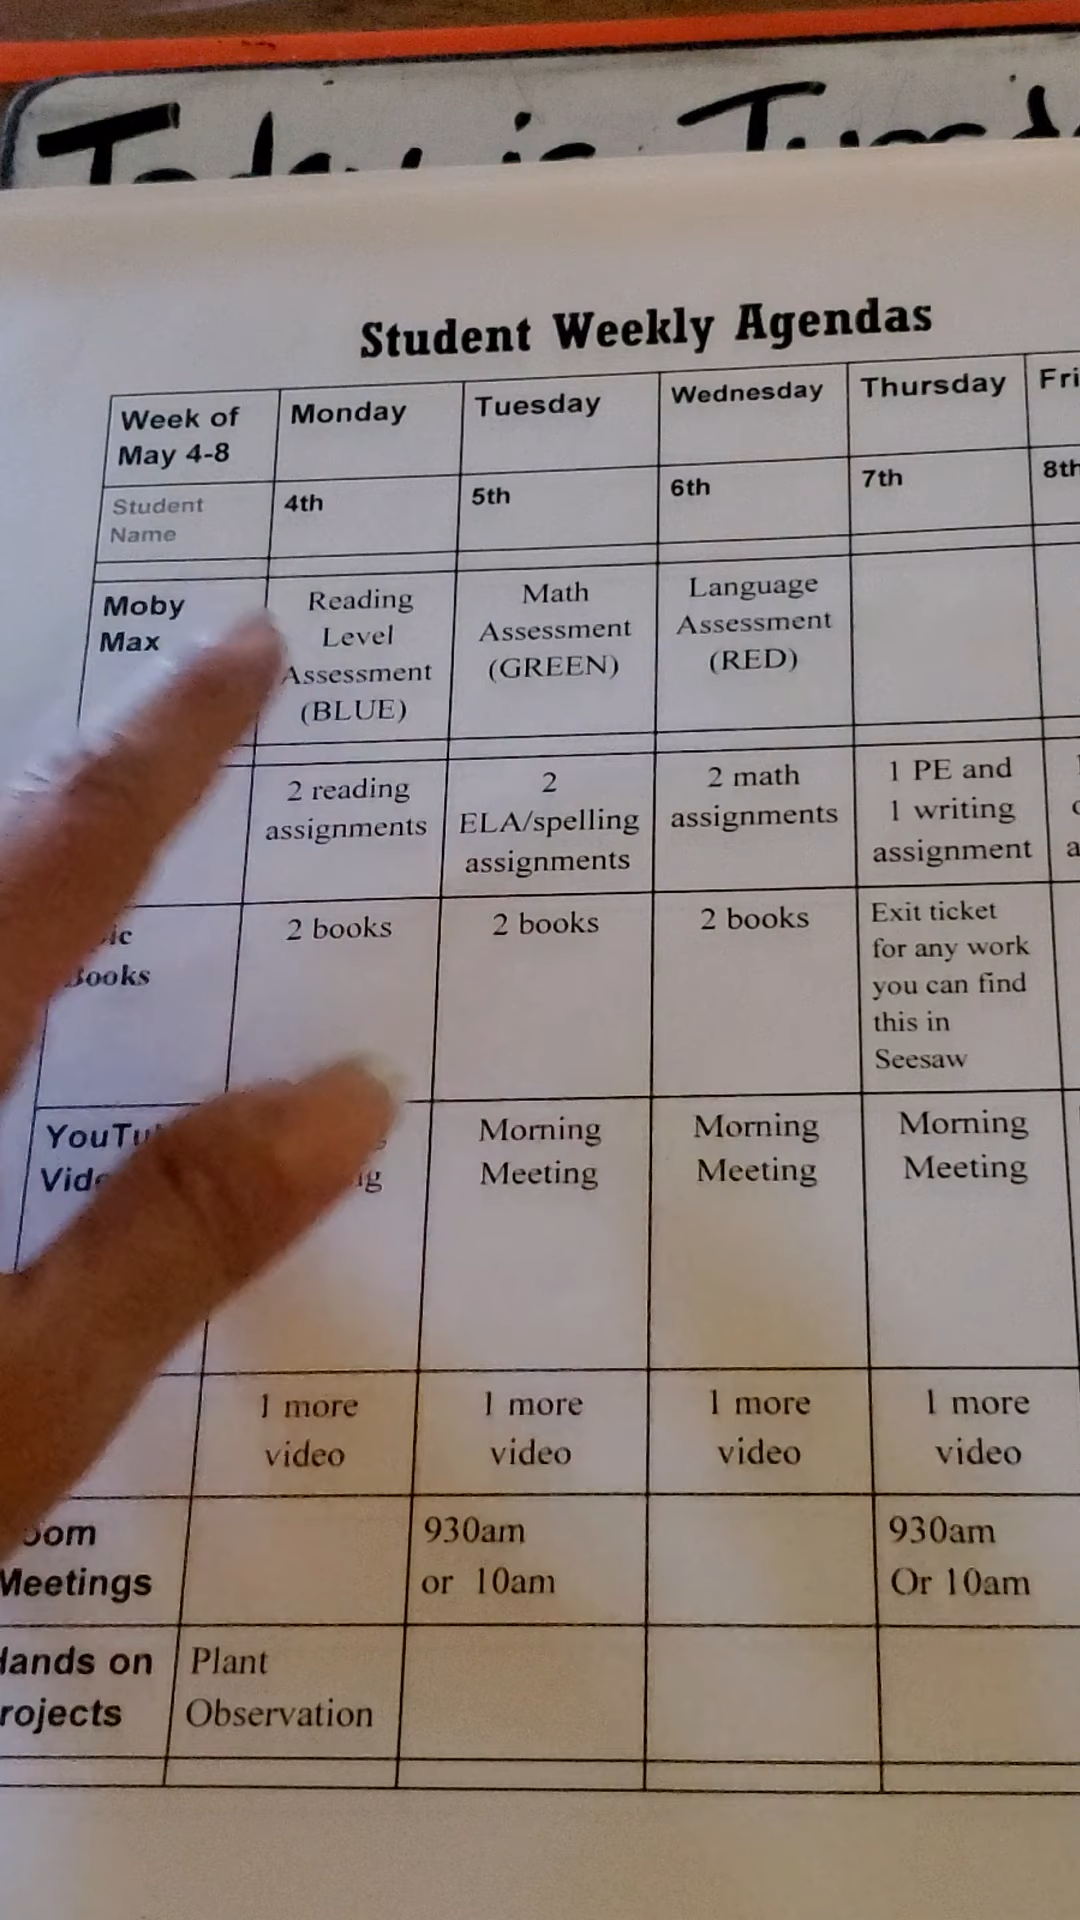 Student Weekly Agendas
Week of
May 4-8
Monday
Tuesday
Wednesday
Thursday
Student
Name
4th
5th
6th
7th
8th
Moby
Max
Reading
Level
Assessment
(BLUE)
Math
Assessment
(GREEN)
Language
Assessment
(RED)
2 reading
assignments
2
ELA/spelling
assignments
2 math
assignments
1 PE and
1 writing
assignment
Books
2 books
2 books
2 books
Exit ticket
for any work
you can find
this in
Seesaw
Morning
Meeting
Morning
Meeting
Morning
Meeting
1 more
video
1 more
video
1 more
video
1 more
video
Meetings
930am
or 10am
930am
Or 10am
Hands on
Plant
Observation